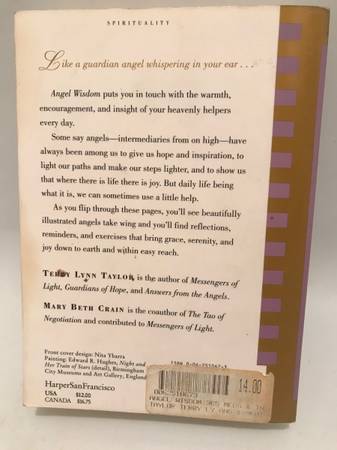 SPIRITUALITY
Like a guardian angel whispering in your ear . . .
Angel Wisdom puts you in touch with the warmth,
encouragement, and insight of your heavenly helpers
every day.
Some say angels—intermediaries from on high—have
always been among us to give us hope and inspiration, to
light our paths and make our steps lighter, and to show us
that where there is life there is joy. But daily life being
what it is, we can sometimes use a little help.
As you flip through these pages, you'll see beautifully
illustrated angels take wing and you'll find reflections,
reminders, and exercises that bring grace, serenity, and
joy down to earth and within easy reach.
TERRY LYNN TAYLOR is the author of Messengers of
Light, Guardians of Hope, and Answers from the Angels.
MARY BETH CRAIN is the coauthor of The Tao of
Negotiation and contributed to Messengers of Light.
Front cover design: Nita Ybarra
Painting: Edward R. Hughes, Night and
Her Train of Stars (detail), Birmingham
City Museums and Art Gallery, England
HarperSanFrancisco
USA $12.00
CANADA $16.75
14.00
ANGEL WISDOM 365
TAYLOR TERRY LY